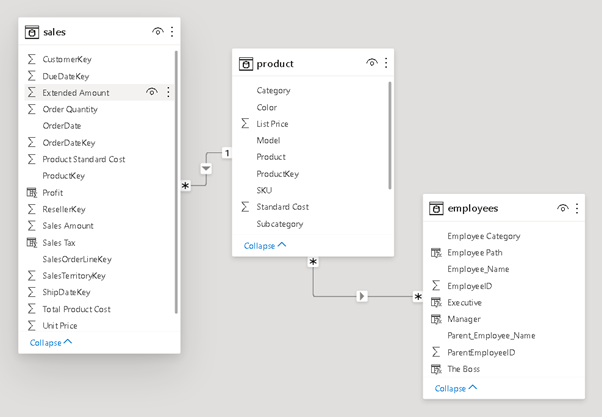 sales
CustomerKey
DueDateKey
Extended Amount
Order Quantity
OrderDate
OrderDateKey
Product Standard Cost
ProductKey
Profit
ResellerKey
Sales Amount
Sales Tax
SalesOrderLineKey
SalesTerritoryKey
ShipDateKey
Total Product Cost
Unit Price
Collapse
*
1
product
Category
Color
List Price
Model
Product
ProductKey
SKU
Standard Cost
Subcategory
Collapse
*
*
employees
Employee Category
Employee Path
Employee_Name
EmployeeID
Executive
Manager
Parent_Employee_Name
ParentEmployeeID
The Boss
Collapse